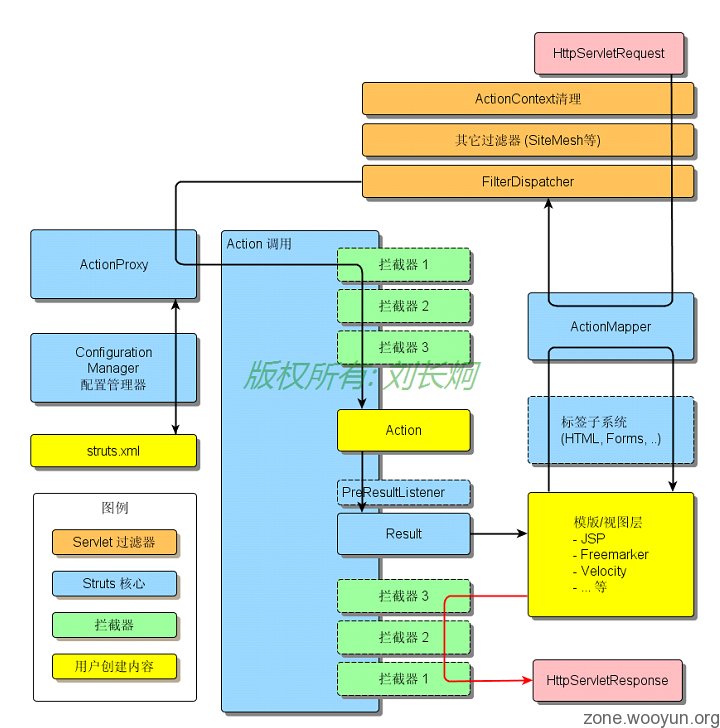 HttpServletRequest
ActionContext清理
其它过滤器 (SiteMesh等)
FilterDispatcher
ActionProxy
Action 调用
拦截器 1
拦截器 2
拦截器 3
ActionMapper
Configuration
Manager
配置管理器
版权所有: 刘长炯
struts.xml
Action
标签子系统
(HTML, Forms, ..)
PreResultListener
Result
模版/视图层
- JSP
- Freemarker
- Velocity
- ... 等
图例
Servlet 过滤器
Struts 核心
拦截器
用户创建内容
拦截器 3
拦截器 2
拦截器 1
HttpServletResponse
zone.wooyun.org